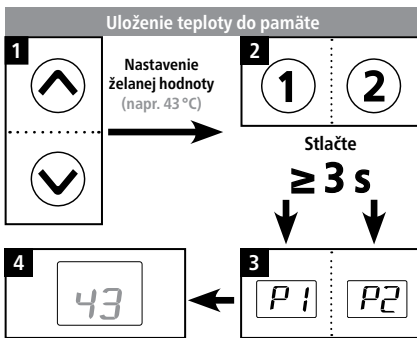 Uloženie teploty do pamäte
1
Nastavenie
želanej hodnoty
(napr. 43 °C)
2
1 2
Stlačte
≥ 3 s
3
P1 P2
4
43